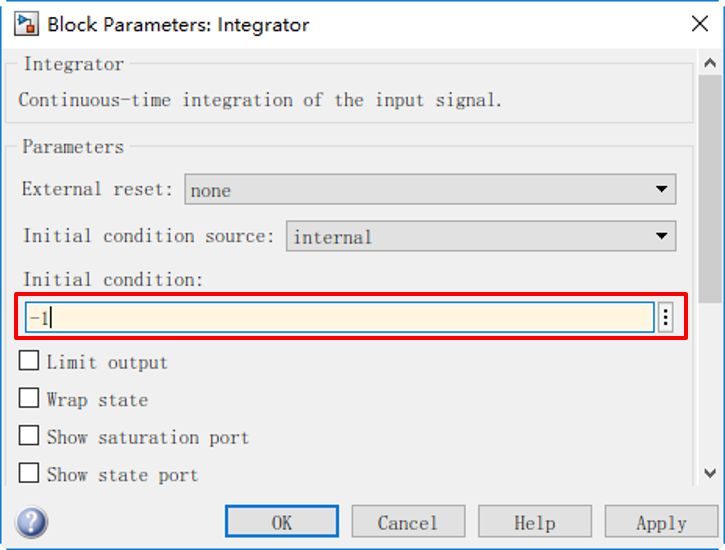 Block Parameters: Integrator
Integrator
Continuous-time integration of the input signal.
Parameters
External reset: none
Initial condition source: internal
Initial condition:
-1
Limit output
Wrap state
Show saturation port
Show state port
? OK Cancel Help Apply